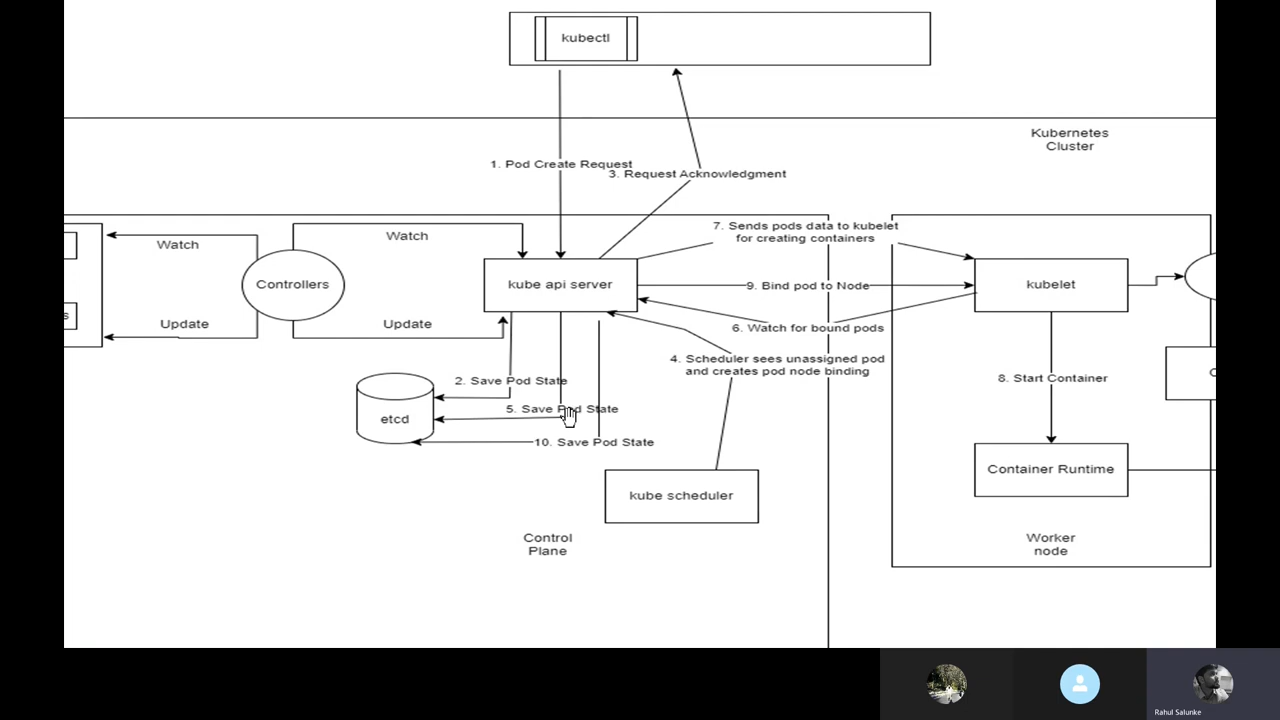 kubectl
Kubernetes
Cluster
1. Pod Create Request
3. Request Acknowledgment
7. Sends pods data to kubelet
for creating containers
Watch
Watch
Controllers
kube api server
9. Bind pod to Node
kubelet
s
Update
Update
6. Watch for bound pods
4. Scheduler sees unassigned pod
and creates pod node binding
2. Save Pod State
8. Start Container
5. Save Pod State
etcd
10. Save Pod State
Container Runtime
kube scheduler
Control
Plane
Worker
node
Rahul Salunke